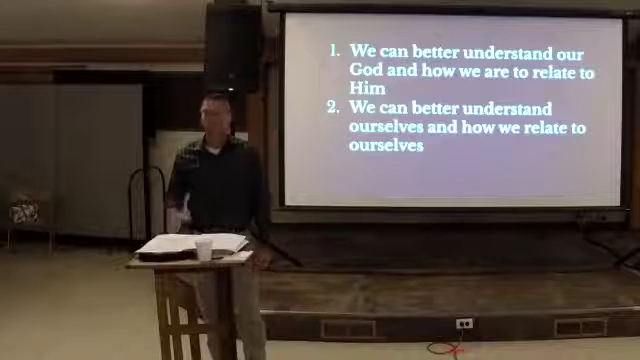 1. We can better understand our
God and how we are to relate to
Him
2. We can better understand
ourselves and how we relate to
ourselves